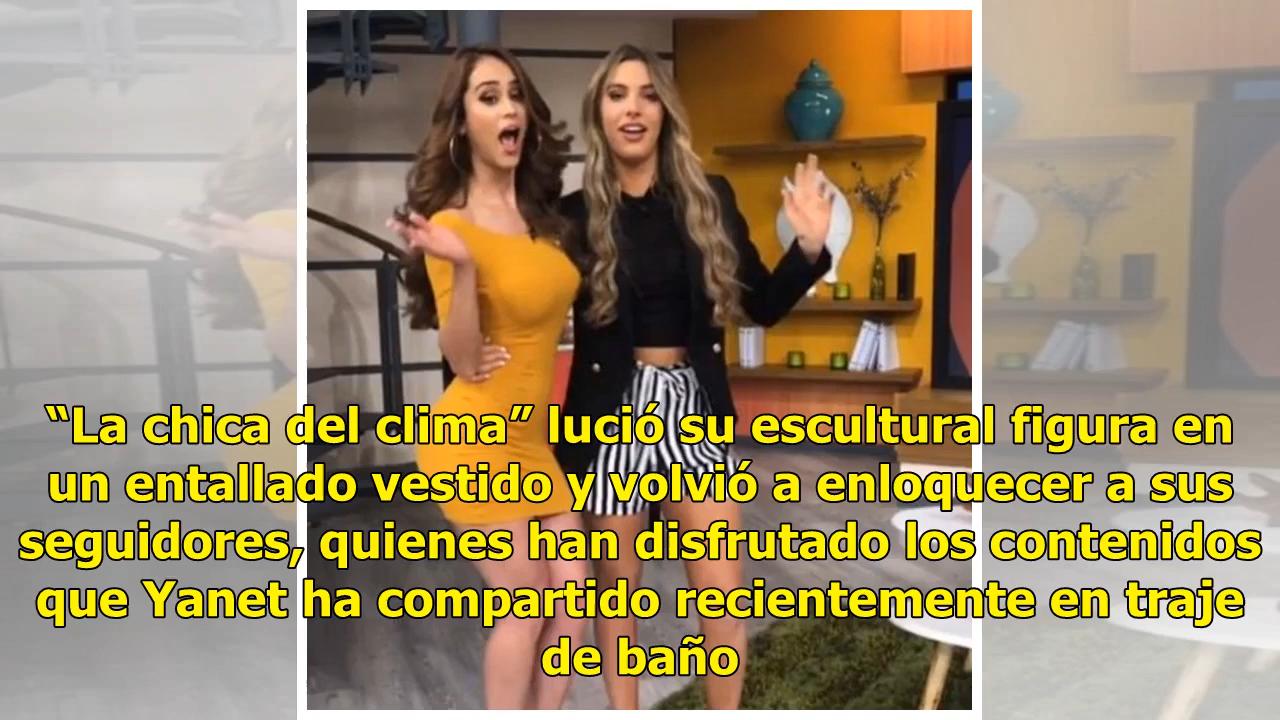 “La chica del clima” lució su escultural figura en
un entallado vestido y volvió a enloquecer a sus
seguidores, quienes han disfrutado los contenidos
que Yanet ha compartido recientemente en traje
de baño